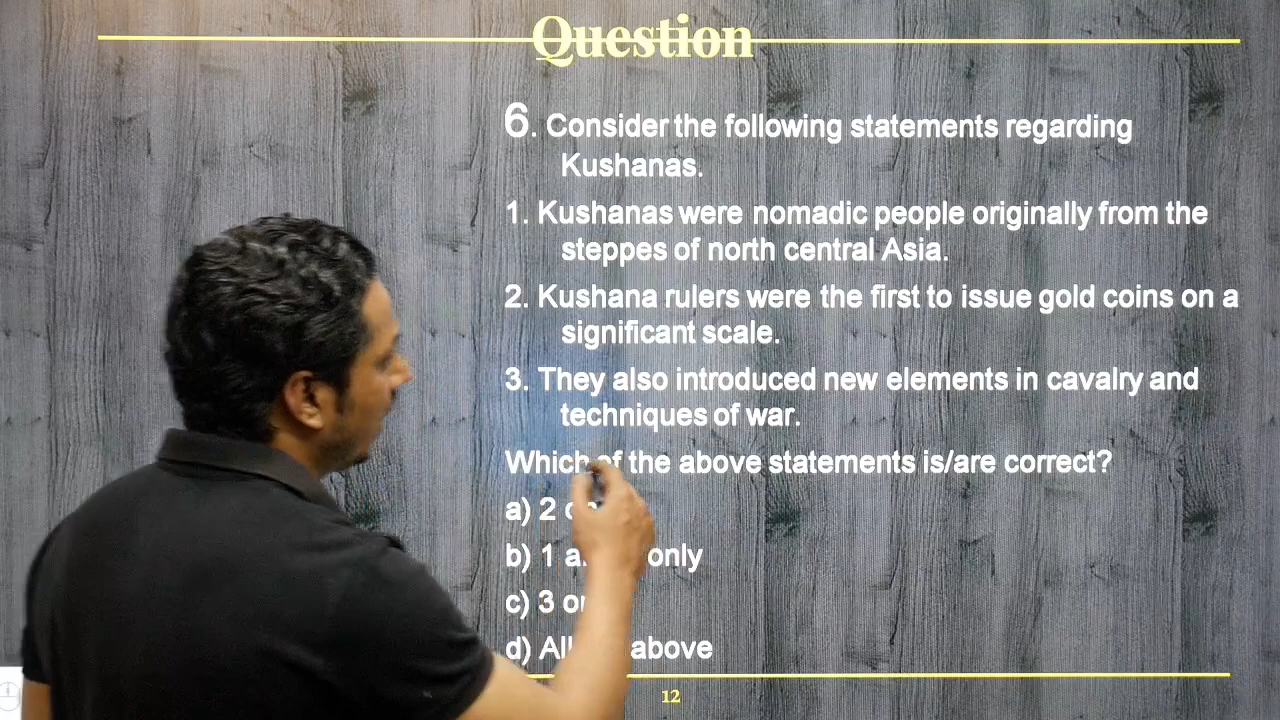 Question
6. Consider the following statements regarding
Kushanas.
1. Kushanas were nomadic people originally from the
steppes of north central Asia.
2. Kushana rulers were the first to issue gold coins on a
significant scale.
3. They also introduced new elements in cavalry and
techniques of war.
Which of the above statements is/are correct?
a) 2
b) 1 only
c) 3
d) All above
12